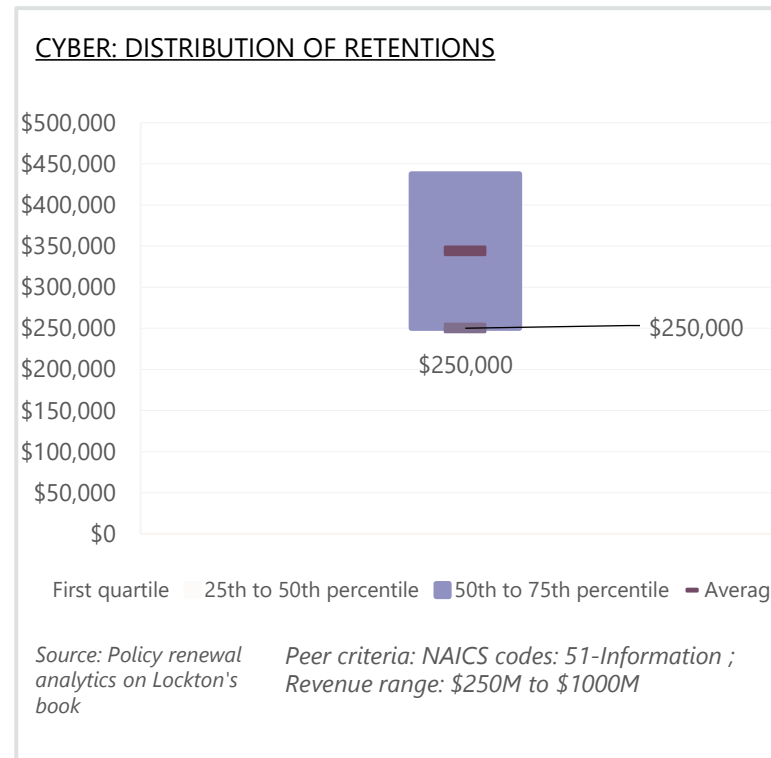 CYBER: DISTRIBUTION OF RETENTIONS
$500,000
$450,000
$400,000
$350,000
$300,000
$250,000
$200,000
$150,000
$100,000
$50,000
$0
$250,000
$250,000
First quartile 25th to 50th percentile 50th to 75th percentile Averag
Source: Policy renewal
analytics on Lockton's
book
Peer criteria: NAICS codes: 51-Information ;
Revenue range: $250M to $1000M